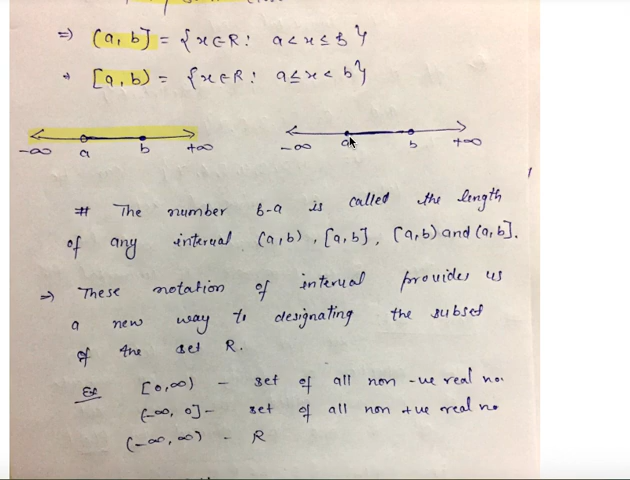 ⇒ (a, b] = {x∈R : a < x ≤ b}
→ [a, b) = {x∈R : a ≤ x < b}
-∞ a b +∞ -∞ a b +∞
# The number b-a is called the length
of any interval (a,b), [a,b], [a,b) and (a,b].
⇒ These notation of interval provides us
a new way to designating the subset
of the set R.
Ex [0,∞) - set of all non -ve real no.
(-∞, 0] - set of all non +ve real no
(-∞,∞) - R